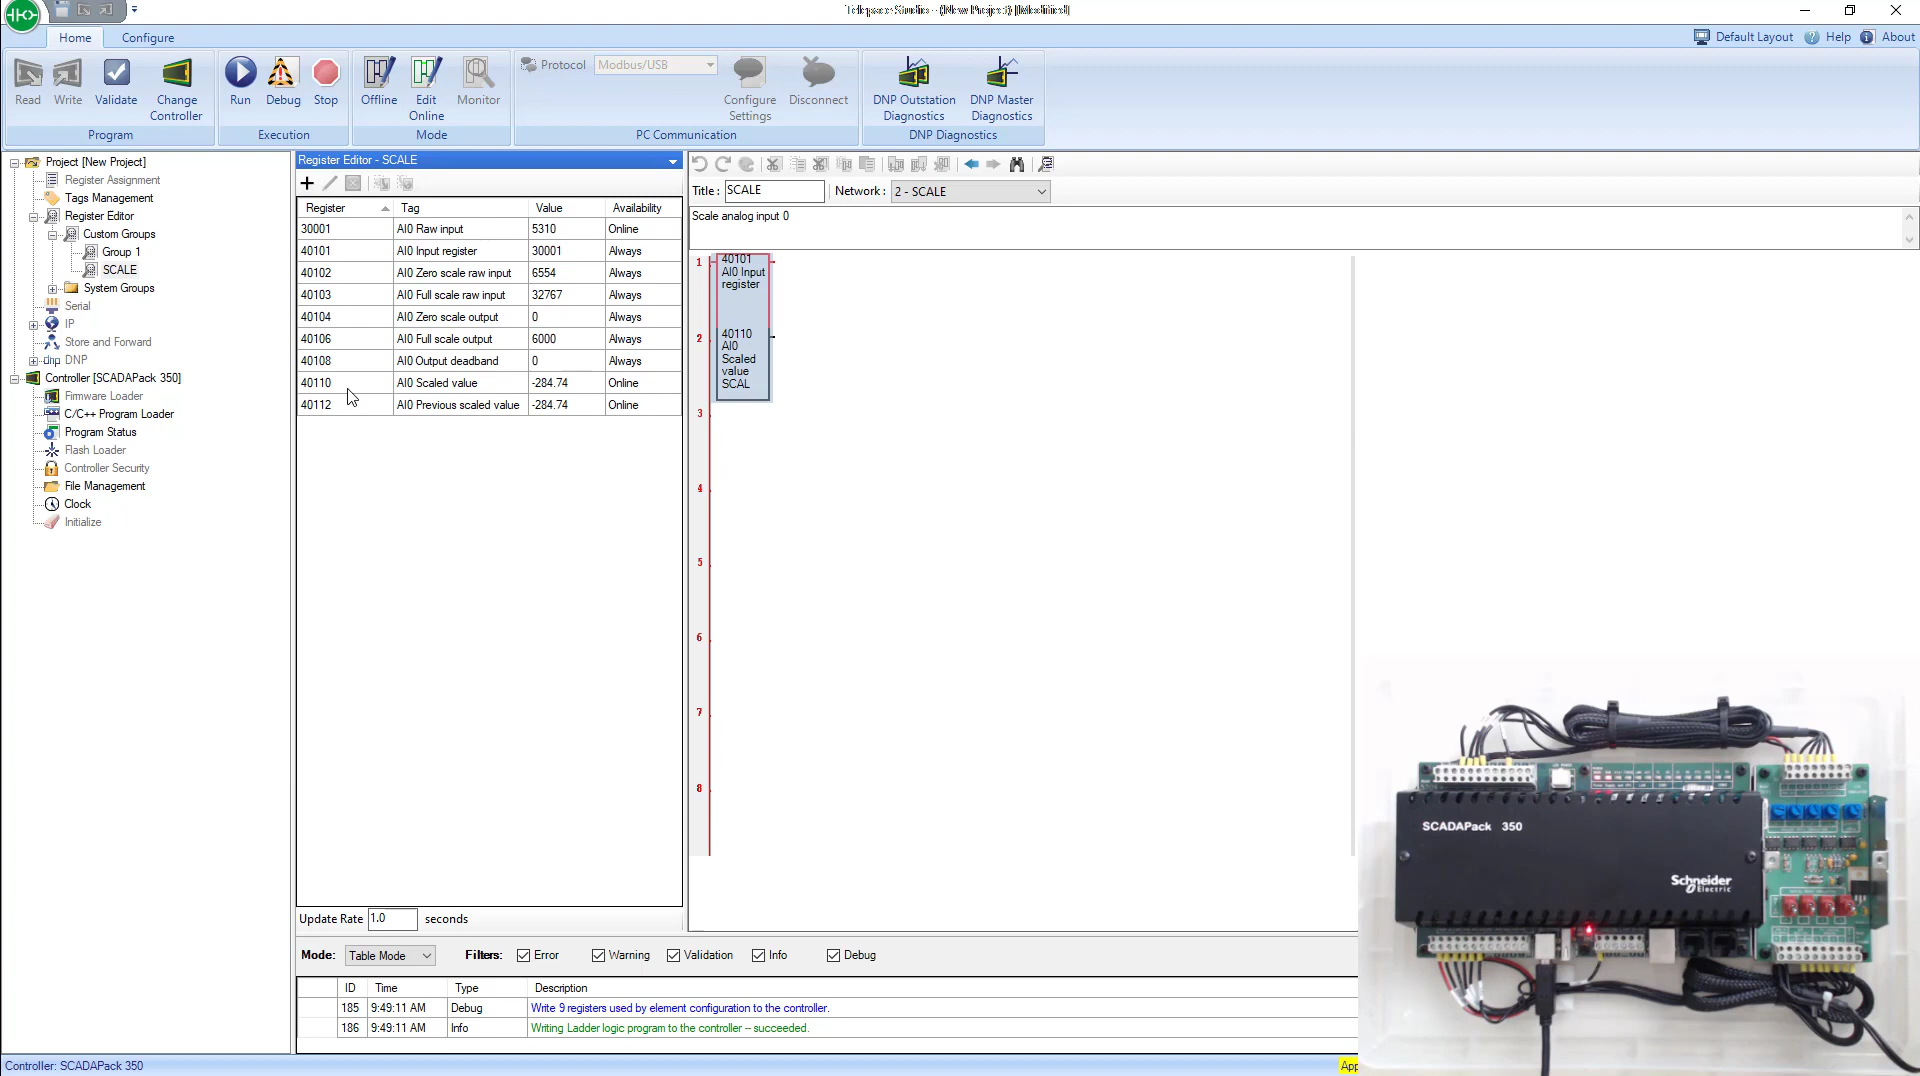 Telepace Studio - (New Project) [Modified]
Home
Configure
Default Layout
Help
About
Read
Write
Validate
Change Controller
Program
Run
Debug
Stop
Execution
Offline
Edit Online
Monitor
Mode
Protocol
Modbus/USB
Configure Settings
Disconnect
PC Communication
DNP Outstation Diagnostics
DNP Master Diagnostics
DNP Diagnostics
Project [New Project]
Register Assignment
Tags Management
Register Editor
Custom Groups
Group 1
SCALE
System Groups
Serial
IP
Store and Forward
dnp DNP
Controller [SCADAPack 350]
Firmware Loader
C/C++ Program Loader
Program Status
Flash Loader
Controller Security
File Management
Clock
Initialize
Register Editor - SCALE
Register Tag Value Availability
30001 AI0 Raw input 5310 Online
40101 AI0 Input register 30001 Always
40102 AI0 Zero scale raw input 6554 Always
40103 AI0 Full scale raw input 32767 Always
40104 AI0 Zero scale output 0 Always
40106 AI0 Full scale output 6000 Always
40108 AI0 Output deadband 0 Always
40110 AI0 Scaled value -284.74 Online
40112 AI0 Previous scaled value -284.74 Online
Update Rate 1.0 seconds
Title : SCALE Network : 2 - SCALE
Scale analog input 0
1
40101
AI0 Input
register
2
40110
AI0
Scaled
value
SCAL
3
4
5
6
7
8
Mode: Table Mode Filters: Error Warning Validation Info Debug
ID Time Type Description
185 9:49:11 AM Debug Write 9 registers used by element configuration to the controller.
186 9:49:11 AM Info Writing Ladder logic program to the controller -- succeeded.
Controller: SCADAPack 350
App
SCADAPack 350
Schneider
Electric